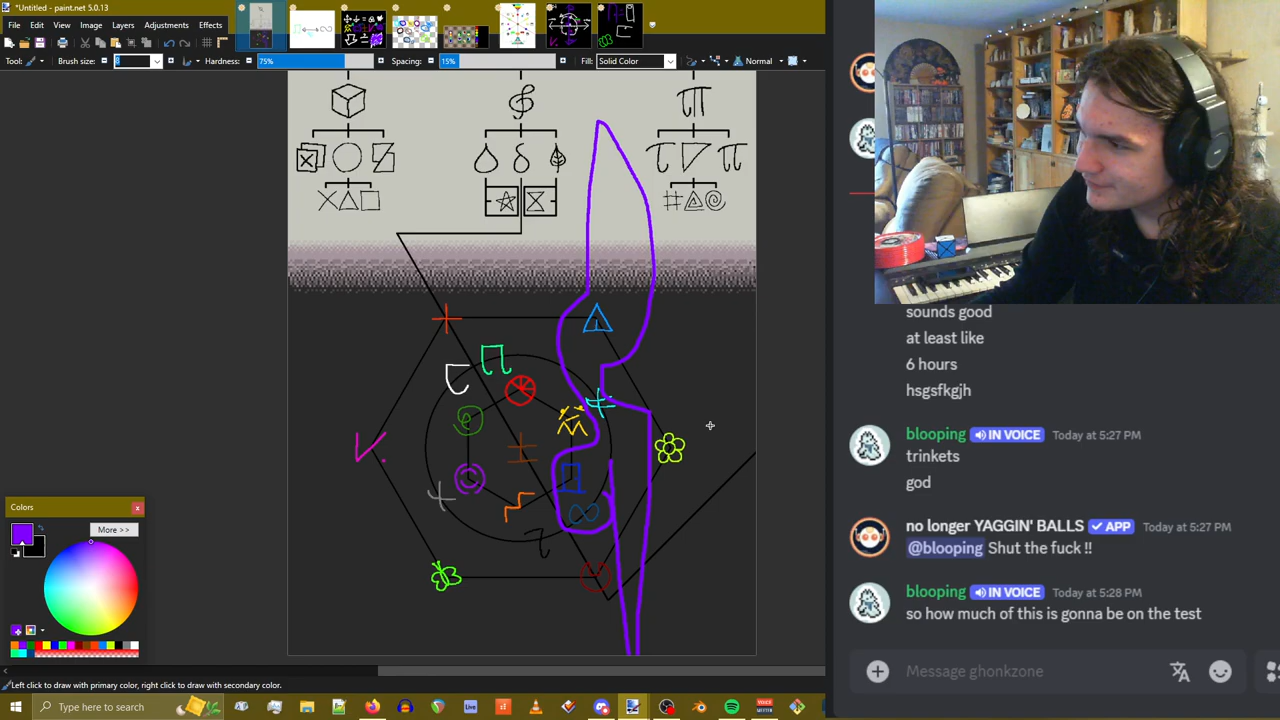 *Untitled - paint.net 5.0.13
File Edit View Image Layers Adjustments Effects
Tool: Brush size: Hardness: 75% Spacing: 15% Fill: Solid Color Normal
sounds good
at least like
6 hours
hsgsfkgjh
blooping IN VOICE Today at 5:27 PM
trinkets
god
no longer YAGGIN' BALLS APP Today at 5:27 PM
@blooping Shut the fuck !!
blooping IN VOICE Today at 5:28 PM
so how much of this is gonna be on the test
Message ghonkzone
Colors
More >>
Left click to draw with primary color, right click to draw with secondary color.
Type here to search